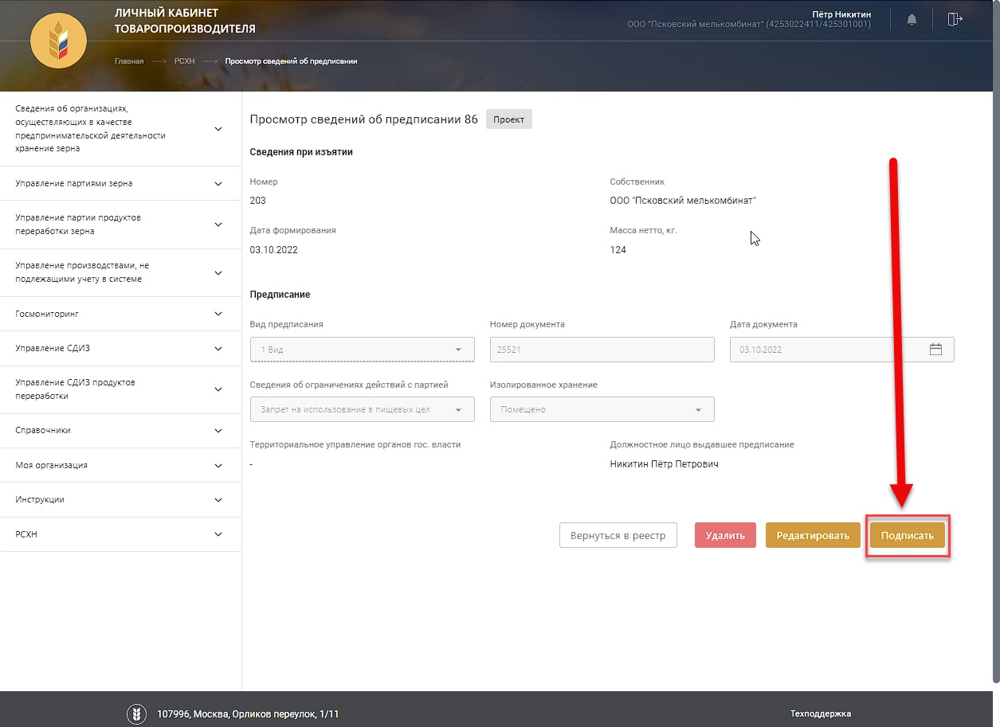 ЛИЧНЫЙ КАБИНЕТ
ТОВАРОПРОИЗВОДИТЕЛЯ
Пётр Никитин
ООО "Псковский мелькомбинат" (4253022411/425301001)
Главная РСХН Просмотр сведений об предписании
Сведения об организациях,
осуществляющих в качестве
предпринимательской деятельности
хранение зерна
Управление партиями зерна
Управление партии продуктов
переработки зерна
Управление производствами, не
подлежащими учету в системе
Госмониторинг
Управление СДИЗ
Управление СДИЗ продуктов
переработки
Справочники
Моя организация
Инструкции
РСХН
Просмотр сведений об предписании 86 Проект
Сведения при изъятии
Номер Собственник
203 ООО "Псковский мелькомбинат"
Дата формирования Масса нетто, кг.
03.10.2022 124
Предписание
Вид предписания Номер документа Дата документа
1 Вид 25521 03.10.2022
Сведения об ограничениях действий с партией Изолированное хранение
Запрет на использование в пищевых цел Помещено
Территориальное управление органов гос. власти Должностное лицо выдавшее предписание
- Никитин Пётр Петрович
Вернуться в реестр Удалить Редактировать Подписать
107996, Москва, Орликов переулок, 1/11 Техподдержка